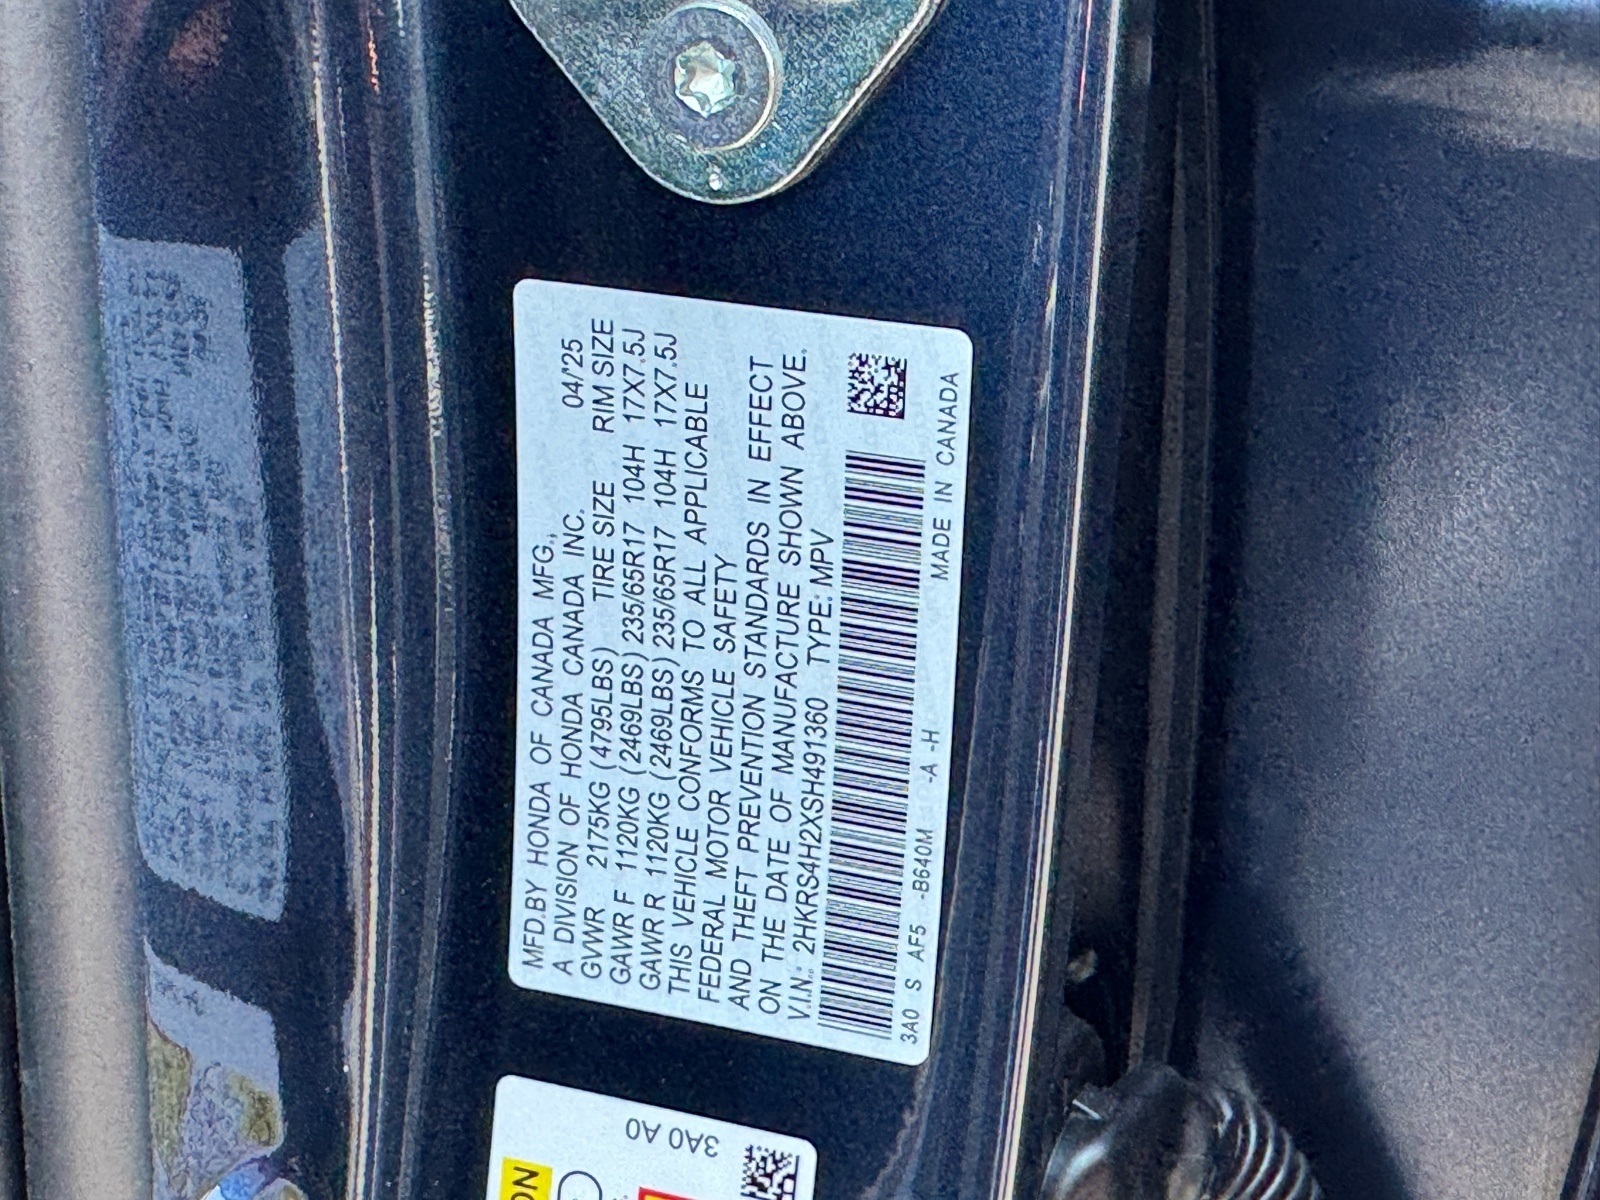 MFD.BY HONDA OF CANADA MFG.,
A DIVISION OF HONDA CANADA INC. 04/'25
GVWR 2175KG (4795LBS) TIRE SIZE RIM SIZE
GAWR F 1120KG (2469LBS) 235/65R17 104H 17X7.5J
GAWR R 1120KG (2469LBS) 235/65R17 104H 17X7.5J
THIS VEHICLE CONFORMS TO ALL APPLICABLE
FEDERAL MOTOR VEHICLE SAFETY
AND THEFT PREVENTION STANDARDS IN EFFECT
ON THE DATE OF MANUFACTURE SHOWN ABOVE.
V.I.N.: 2HKRS4H2XSH491360 TYPE: MPV
3A0 S AF5 -B640M -A -H MADE IN CANADA
3A0 A0
ON